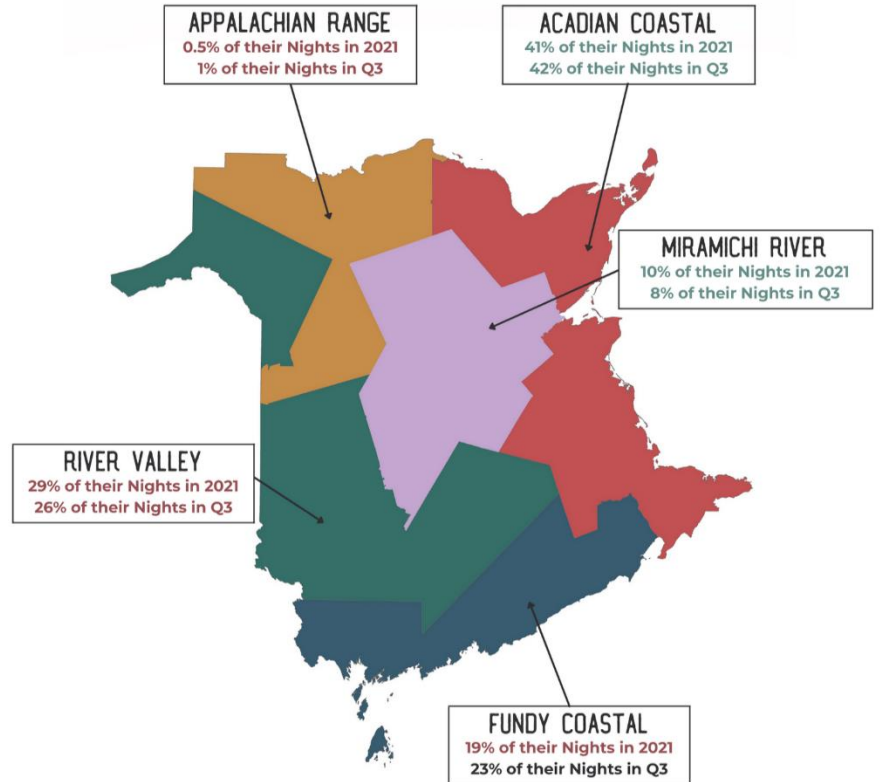 APPALACHIAN RANGE
0.5% of their Nights in 2021
1% of their Nights in Q3
ACADIAN COASTAL
41% of their Nights in 2021
42% of their Nights in Q3
MIRAMICHI RIVER
10% of their Nights in 2021
8% of their Nights in Q3
RIVER VALLEY
29% of their Nights in 2021
26% of their Nights in Q3
FUNDY COASTAL
19% of their Nights in 2021
23% of their Nights in Q3